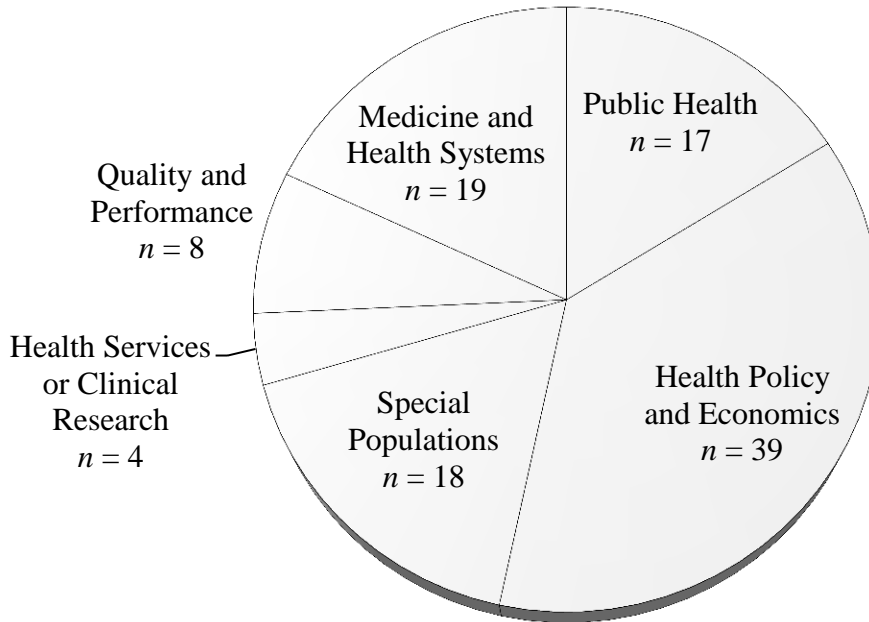 Public Health
n = 17
Health Policy
and Economics
n = 39
Special
Populations
n = 18
Health Services
or Clinical
Research
n = 4
Quality and
Performance
n = 8
Medicine and
Health Systems
n = 19